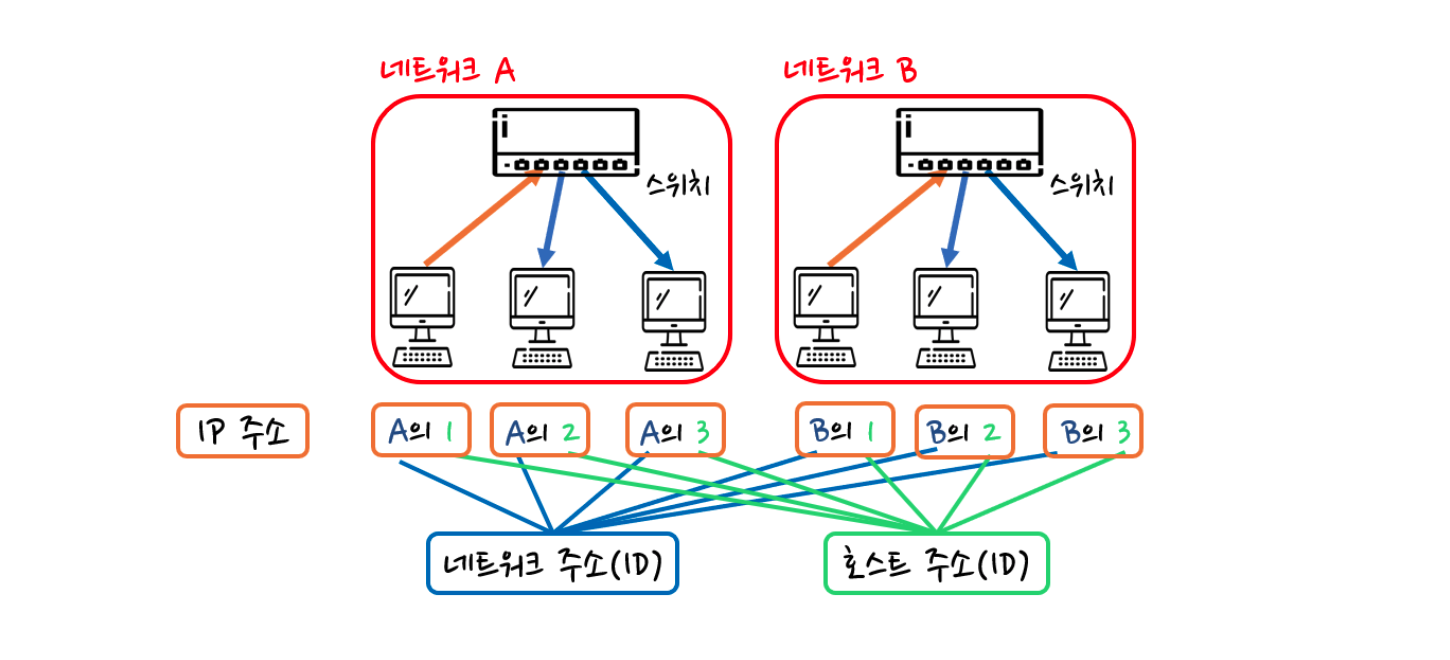 네트워크 A
네트워크 B
스위치
스위치
IP 주소
A의 1
A의 2
A의 3
B의 1
B의 2
B의 3
네트워크 주소(ID)
호스트 주소(ID)